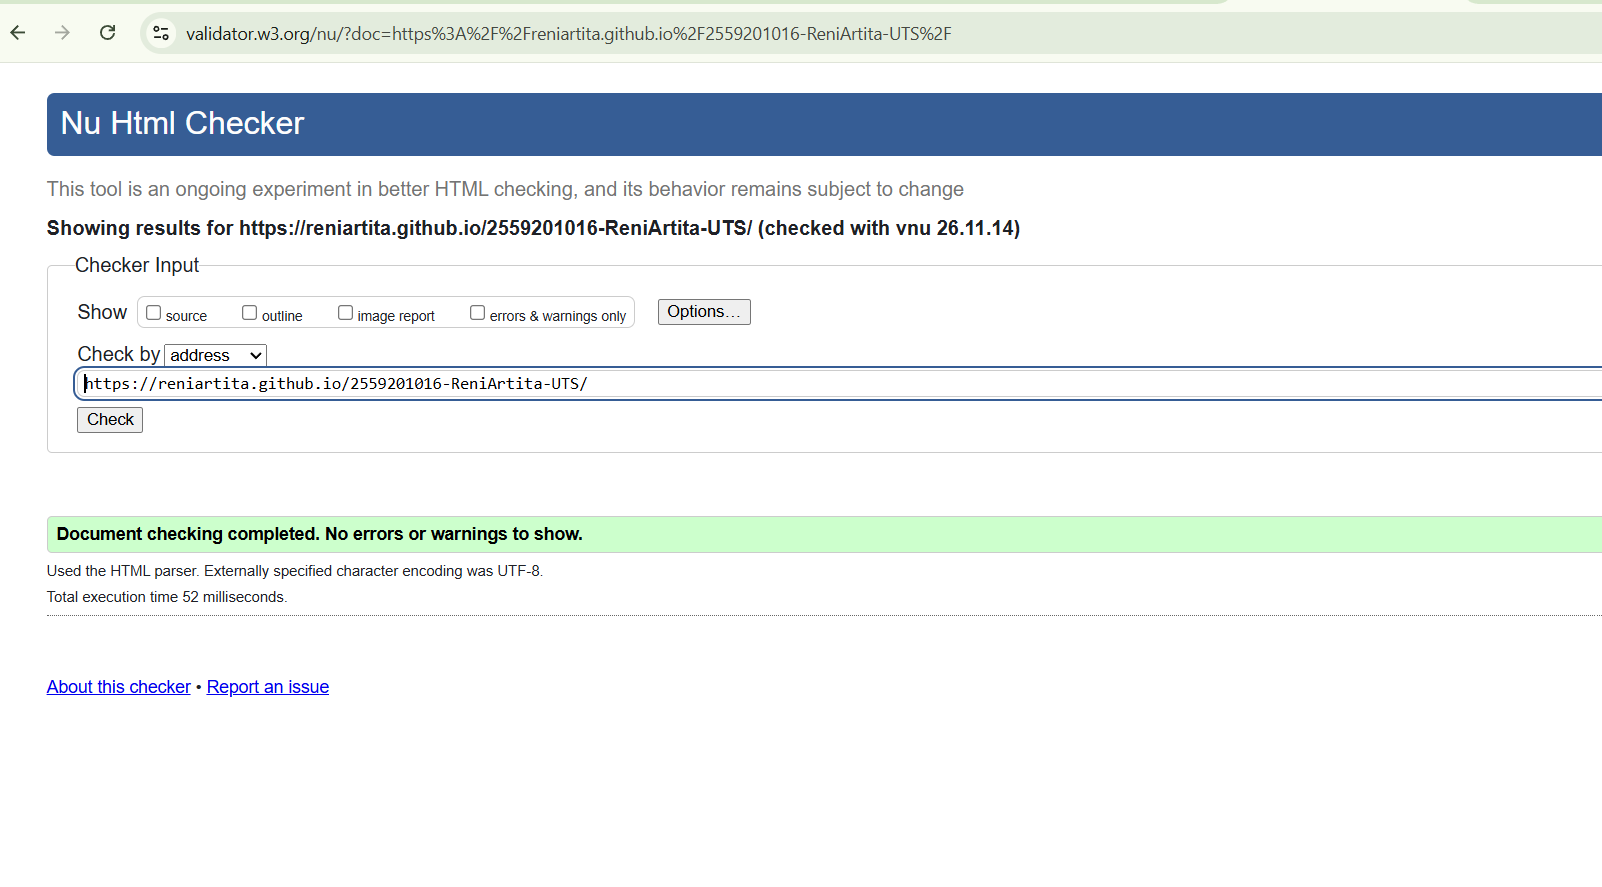 validator.w3.org/nu/?doc=https%3A%2F%2Freniartita.github.io%2F2559201016-ReniArtita-UTS%2F
Nu Html Checker
This tool is an ongoing experiment in better HTML checking, and its behavior remains subject to change
Showing results for https://reniartita.github.io/2559201016-ReniArtita-UTS/ (checked with vnu 26.11.14)
Checker Input
Show source outline image report errors & warnings only Options…
Check by address
https://reniartita.github.io/2559201016-ReniArtita-UTS/
Check
Document checking completed. No errors or warnings to show.
Used the HTML parser. Externally specified character encoding was UTF-8.
Total execution time 52 milliseconds.
About this checker • Report an issue